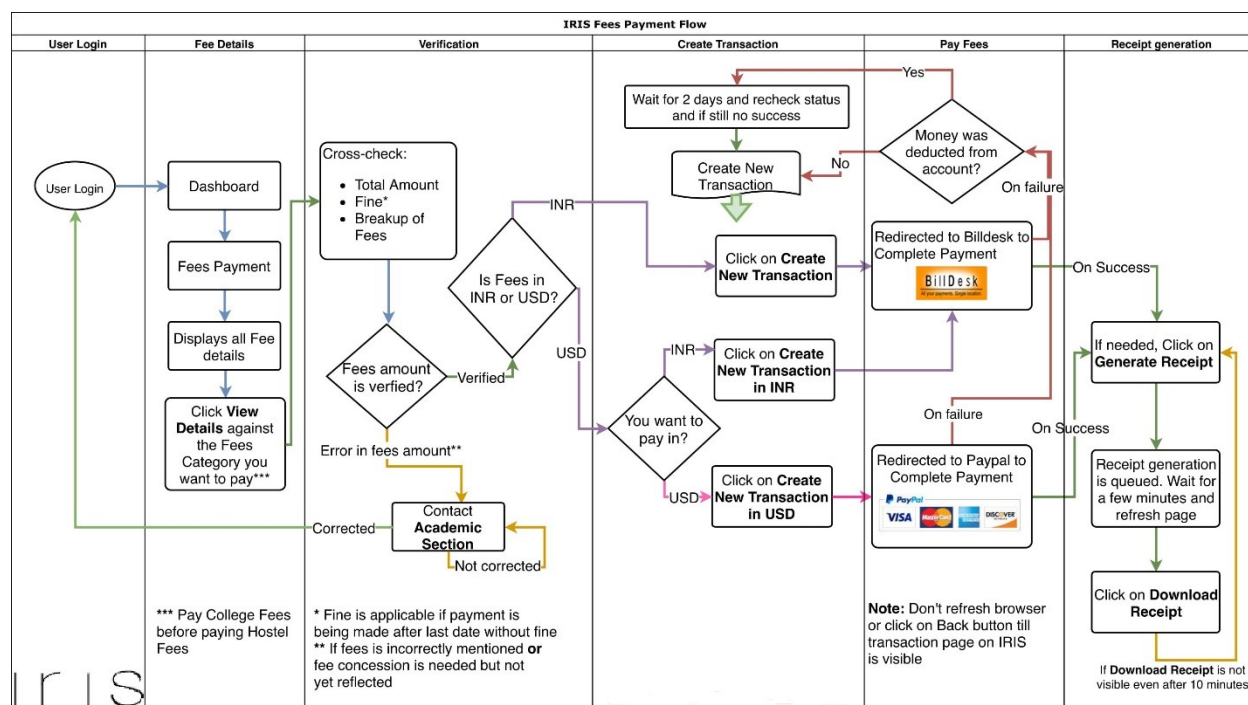 IRIS Fees Payment Flow
User Login
Fee Details
Verification
Create Transaction
Pay Fees
Receipt generation
User Login
Dashboard
Fees Payment
Displays all Fee
details
Click View
Details against
the Fees
Category you
want to pay***
*** Pay College Fees
before paying Hostel
Fees
Cross-check:
• Total Amount
• Fine*
• Breakup of
Fees
Fees amount
is verfied?
Verified
Error in fees amount**
Contact
Academic
Section
Corrected
Not corrected
* Fine is applicable if payment is
being made after last date without fine
** If fees is incorrectly mentioned or
fee concession is needed but not
yet reflected
Is Fees in
INR or USD?
INR
USD
Wait for 2 days and recheck status
and if still no success
Create New
Transaction
Click on Create
New Transaction
You want to
pay in?
INR
Click on Create
New Transaction
in INR
USD
Click on Create
New Transaction
in USD
Yes
No
Money was
deducted from
account?
On failure
Redirected to Billdesk to
Complete Payment
BillDesk
All your payments. Single location.
On Success
On failure
Redirected to Paypal to
Complete Payment
PayPal
VISA
MasterCard
DISCOVER
On Success
Note: Don't refresh browser
or click on Back button till
transaction page on IRIS
is visible
If needed, Click on
Generate Receipt
Receipt generation
is queued. Wait for
a few minutes and
refresh page
Click on Download
Receipt
If Download Receipt is not
visible even after 10 minutes
iris